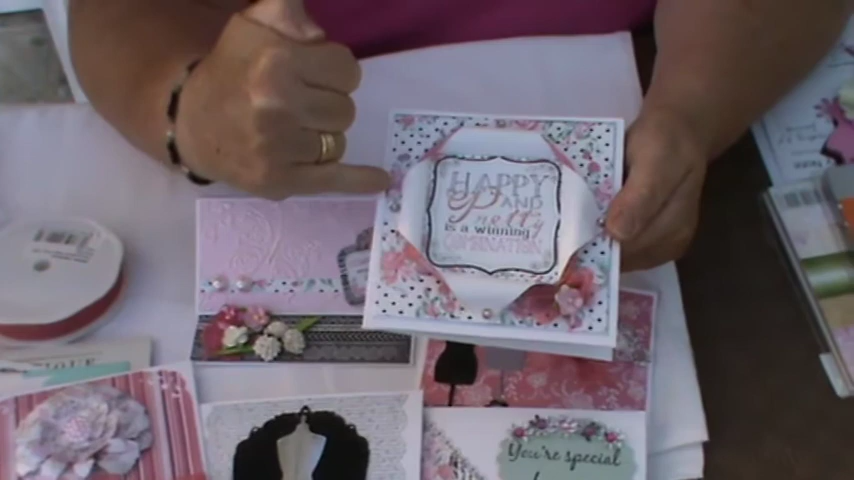 HAPPY
AND
Pretty
is a winning
COMBINATION
You're special